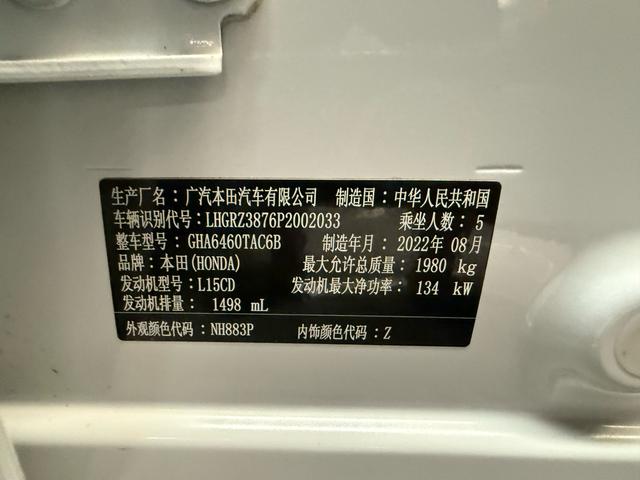 生产厂名：广汽本田汽车有限公司 制造国：中华人民共和国
车辆识别代号：LHGRZ3876P2002033 乘坐人数：5
整车型号：GHA6460TAC6B 制造年月：2022年08月
品牌：本田(HONDA) 最大允许总质量：1980 kg
发动机型号：L15CD 发动机最大净功率：134 kW
发动机排量：1498 mL
外观颜色代码：NH883P 内饰颜色代码：Z